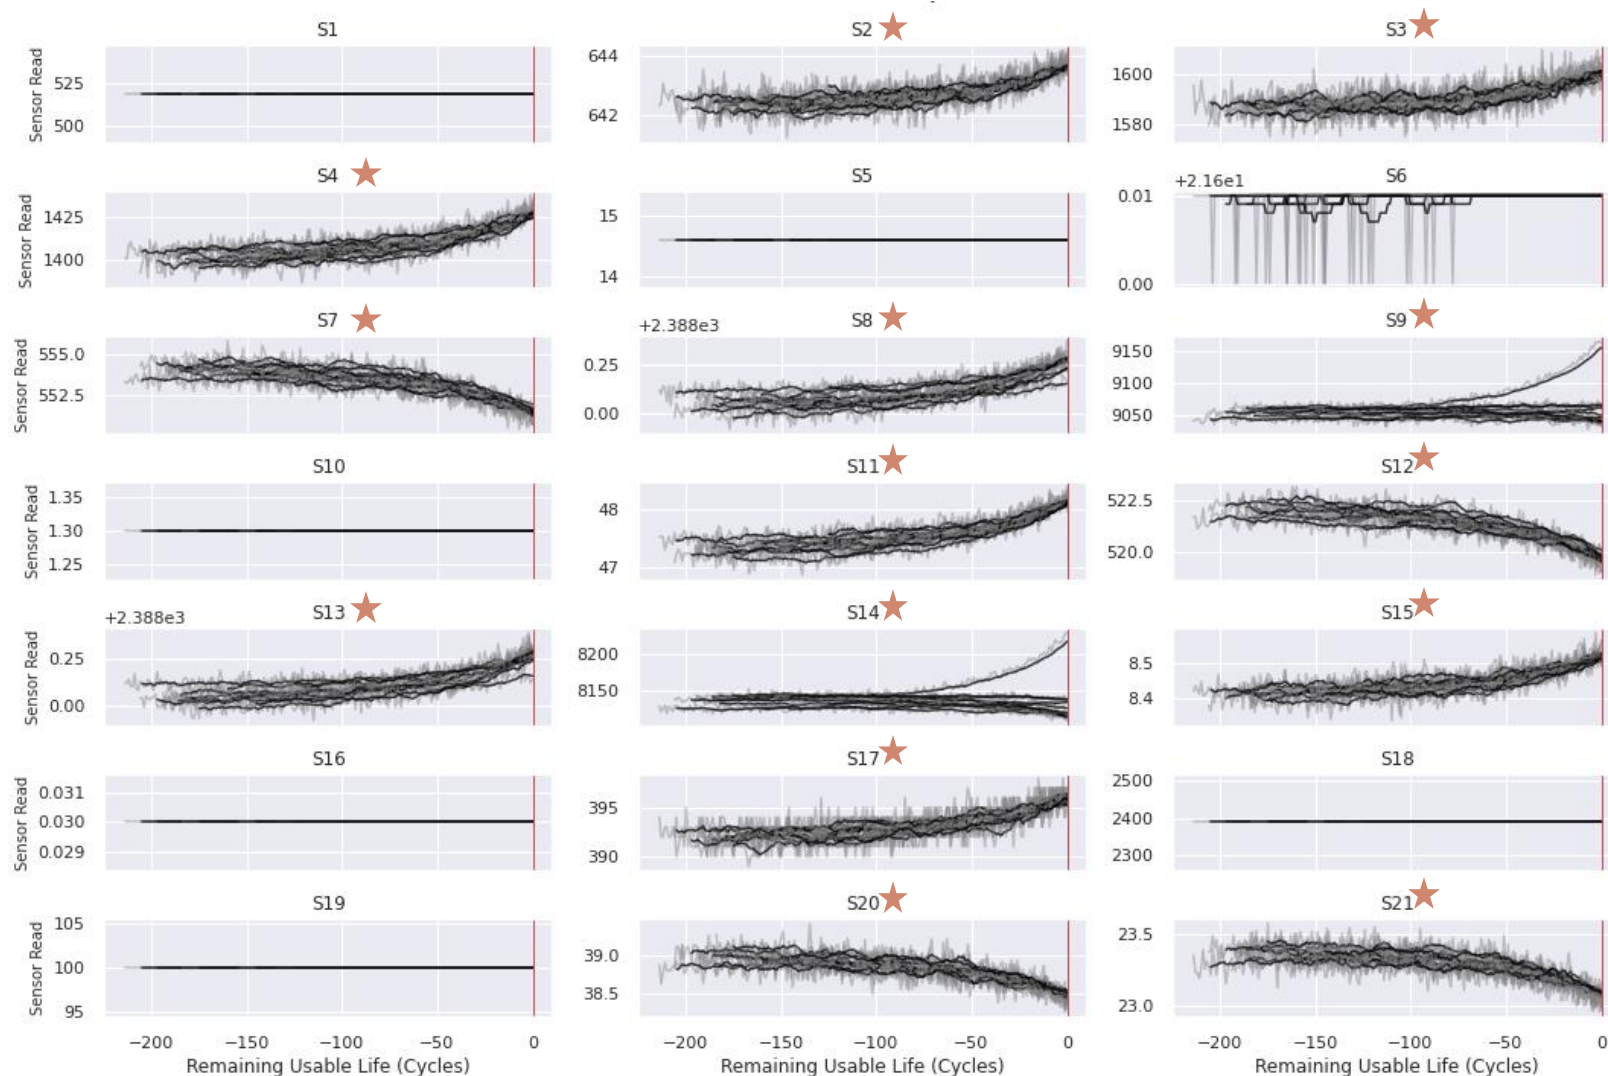 S1 S2 S3
Sensor Read
525
500
644
642
1600
1580
S4 S5 S6
Sensor Read
1425
1400
15
14
+2.16e1
0.01
0.00
S7 S8 S9
Sensor Read
555.0
552.5
+2.388e3
0.25
0.00
9150
9100
9050
S10 S11 S12
Sensor Read
1.35
1.30
1.25
48
47
522.5
520.0
S13 S14 S15
Sensor Read
+2.388e3
0.25
0.00
8200
8150
8.5
8.4
S16 S17 S18
Sensor Read
0.031
0.030
0.029
395
390
2500
2400
2300
S19 S20 S21
Sensor Read
105
100
95
39.0
38.5
23.5
23.0
−200 −150 −100 −50 0 −200 −150 −100 −50 0 −200 −150 −100 −50 0
Remaining Usable Life (Cycles) Remaining Usable Life (Cycles) Remaining Usable Life (Cycles)